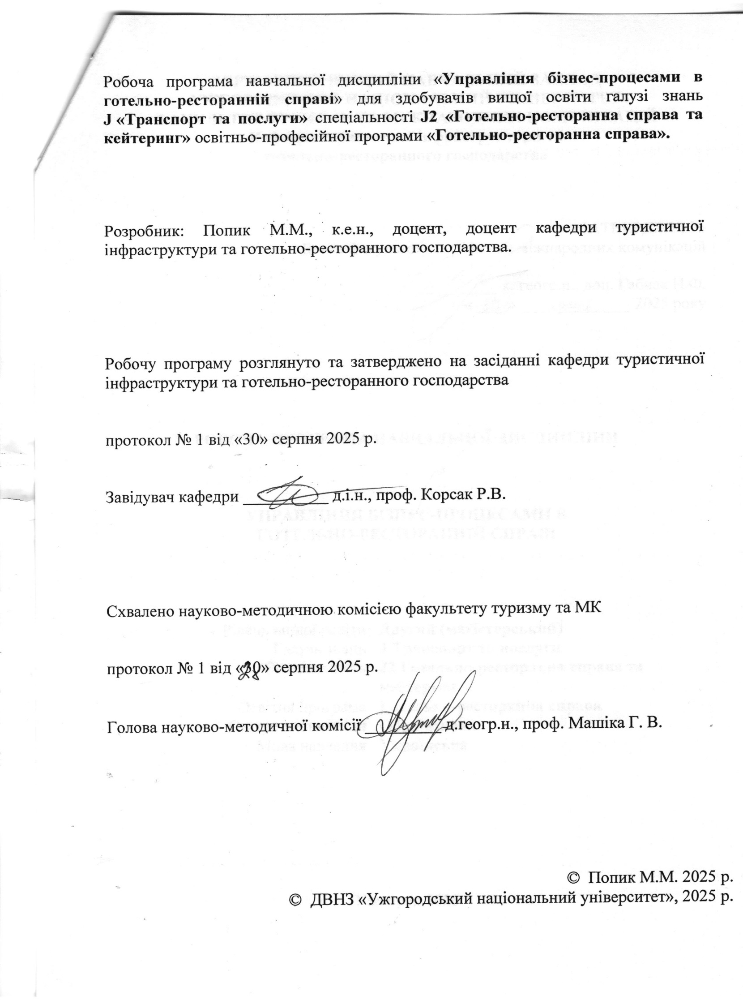 Робоча програма навчальної дисципліни «Управління бізнес-процесами в
готельно-ресторанній справі» для здобувачів вищої освіти галузі знань
J «Транспорт та послуги» спеціальності J2 «Готельно-ресторанна справа та
кейтеринг» освітньо-професійної програми «Готельно-ресторанна справа».
Розробник: Попик М.М., к.е.н., доцент, доцент кафедри туристичної
інфраструктури та готельно-ресторанного господарства.
Робочу програму розглянуто та затверджено на засіданні кафедри туристичної
інфраструктури та готельно-ресторанного господарства
протокол № 1 від «30» серпня 2025 р.
Завідувач кафедри __________ д.і.н., проф. Корсак Р.В.
Схвалено науково-методичною комісією факультету туризму та МК
протокол № 1 від « » серпня 2025 р.
Голова науково-методичної комісії _________ д.геогр.н., проф. Машіка Г. В.
© Попик М.М. 2025 р.
© ДВНЗ «Ужгородський національний університет», 2025 р.